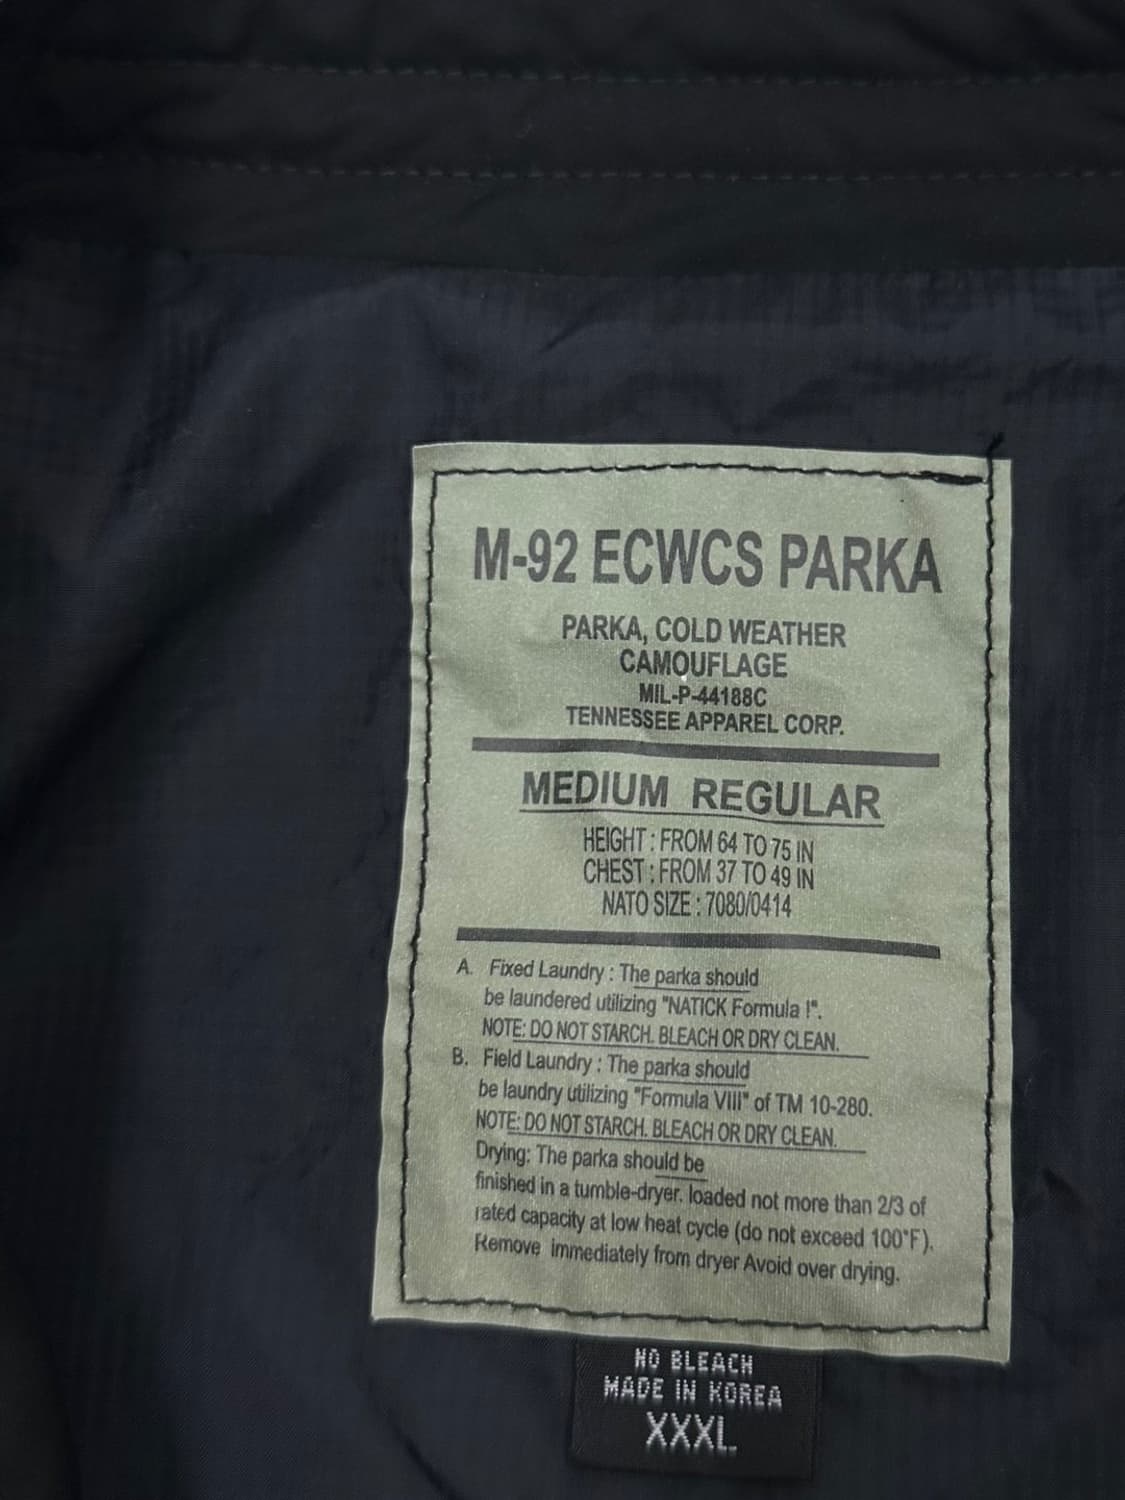 M-92 ECWCS PARKA
PARKA, COLD WEATHER
CAMOUFLAGE
MIL-P-44188C
TENNESSEE APPAREL CORP.
MEDIUM REGULAR
HEIGHT : FROM 64 TO 75 IN
CHEST : FROM 37 TO 49 IN
NATO SIZE : 7080/0414
A. Fixed Laundry : The parka should
be laundered utilizing "NATICK Formula I".
NOTE: DO NOT STARCH. BLEACH OR DRY CLEAN.
B. Field Laundry : The parka should
be laundry utilizing "Formula VIII" of TM 10-280.
NOTE: DO NOT STARCH. BLEACH OR DRY CLEAN.
Drying: The parka should be
finished in a tumble-dryer. loaded not more than 2/3 of
rated capacity at low heat cycle (do not exceed 100°F).
Remove immediately from dryer Avoid over drying.
NO BLEACH
MADE IN KOREA
XXXL